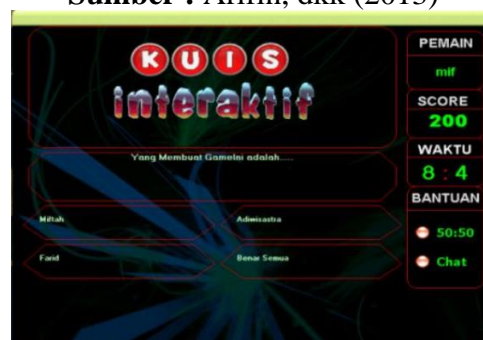 Sumber : Arifin, dkk (2015)
KUIS
interaktif
Yang Membuat GameIni adalah.....
Miftah
Adimisastra
Farid
Benar Semua
PEMAIN
mif
SCORE
200
WAKTU
8 : 4
BANTUAN
50:50
Chat